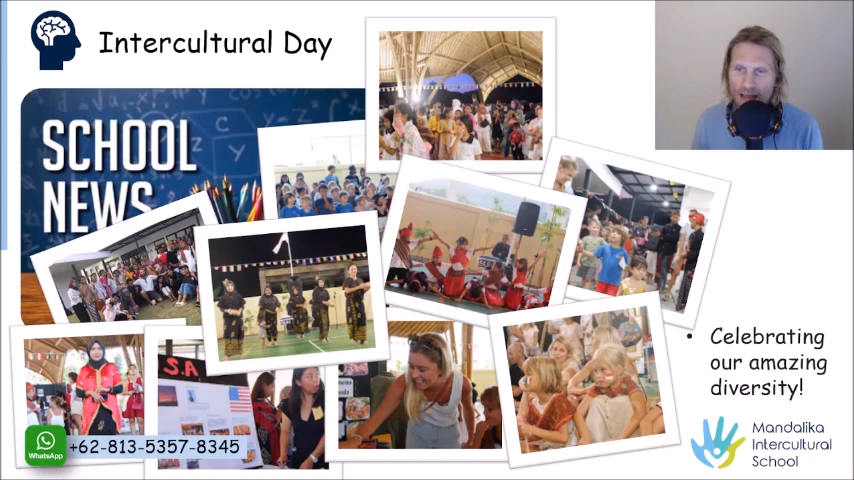 Intercultural Day
SCHOOL
NEWS
S.A
• Celebrating
our amazing
diversity!
WhatsApp
+62-813-5357-8345
Mandalika
Intercultural
School